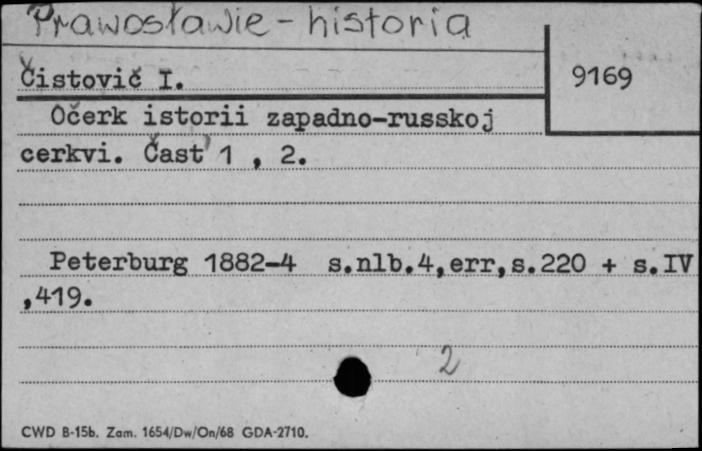 Prawosławie - historia
Čistovič I.
9169
Očerk istorii zapadno-russkoj
cerkvi. Čast' 1 , 2.
Peterburg 1882-4 s.nlb.4,err,s.220 + s.IV
,419.
2
CWD B-15b. Zam. 1654/Dw/On/68 GDA-2710.